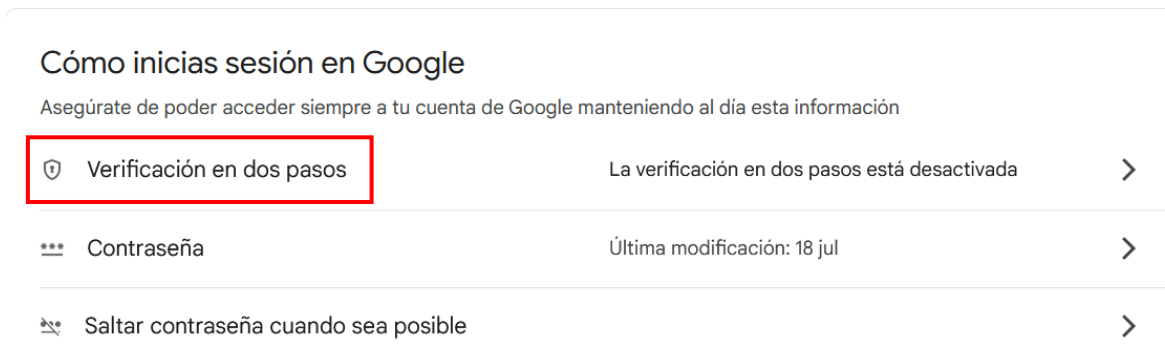 Cómo inicias sesión en Google
Asegúrate de poder acceder siempre a tu cuenta de Google manteniendo al día esta información
Verificación en dos pasos La verificación en dos pasos está desactivada
Contraseña Última modificación: 18 jul
Saltar contraseña cuando sea posible